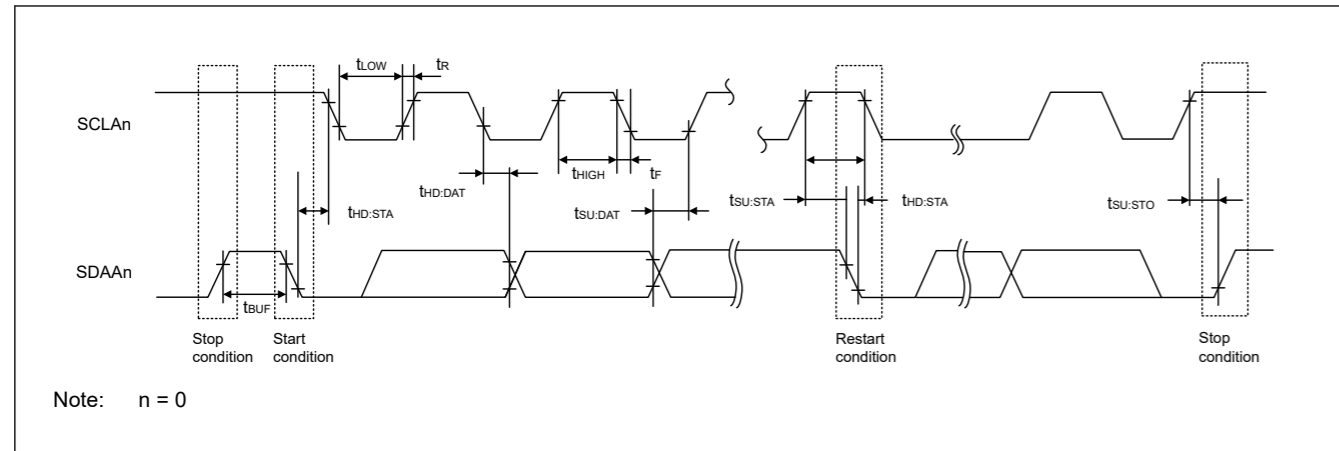 tLOW tR
SCLAn
tHD:DAT tHIGH tF
tHD:STA tSU:DAT tSU:STA tHD:STA tSU:STO
SDAAn
tBUF
Stop condition
Start condition
Restart condition
Stop condition
Note: n = 0